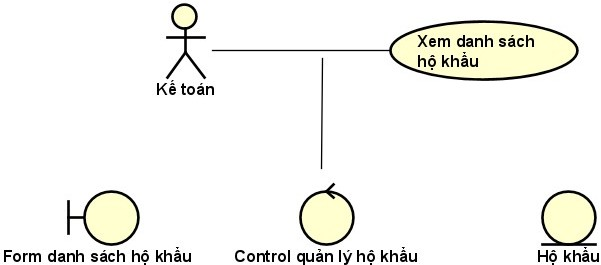 Xem danh sách
hộ khẩu
Kế toán
Form danh sách hộ khẩu
Control quản lý hộ khẩu
Hộ khẩu